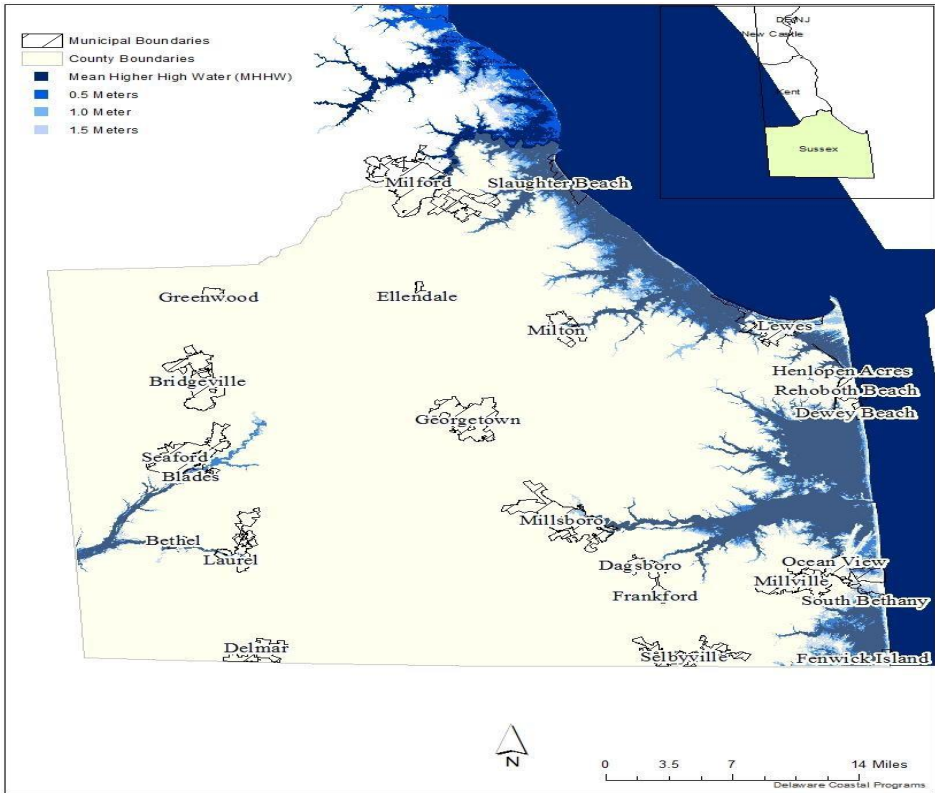 Municipal Boundaries
County Boundaries
Mean Higher High Water (MHHW)
0.5 Meters
1.0 Meter
1.5 Meters
DE/NJ
New Castle
Kent
Sussex
Milford
Slaughter Beach
Greenwood
Ellendale
Milton
Lewes
Henlopen Acres
Bridgeville
Rehoboth Beach
Georgetown
Dewey Beach
Seaford
Blades
Millsboro
Bethel
Laurel
Dagsboro
Ocean View
Millville
Frankford
South Bethany
Delmar
Selbyville
Fenwick Island
N
0 3.5 7 14 Miles
Delaware Coastal Programs